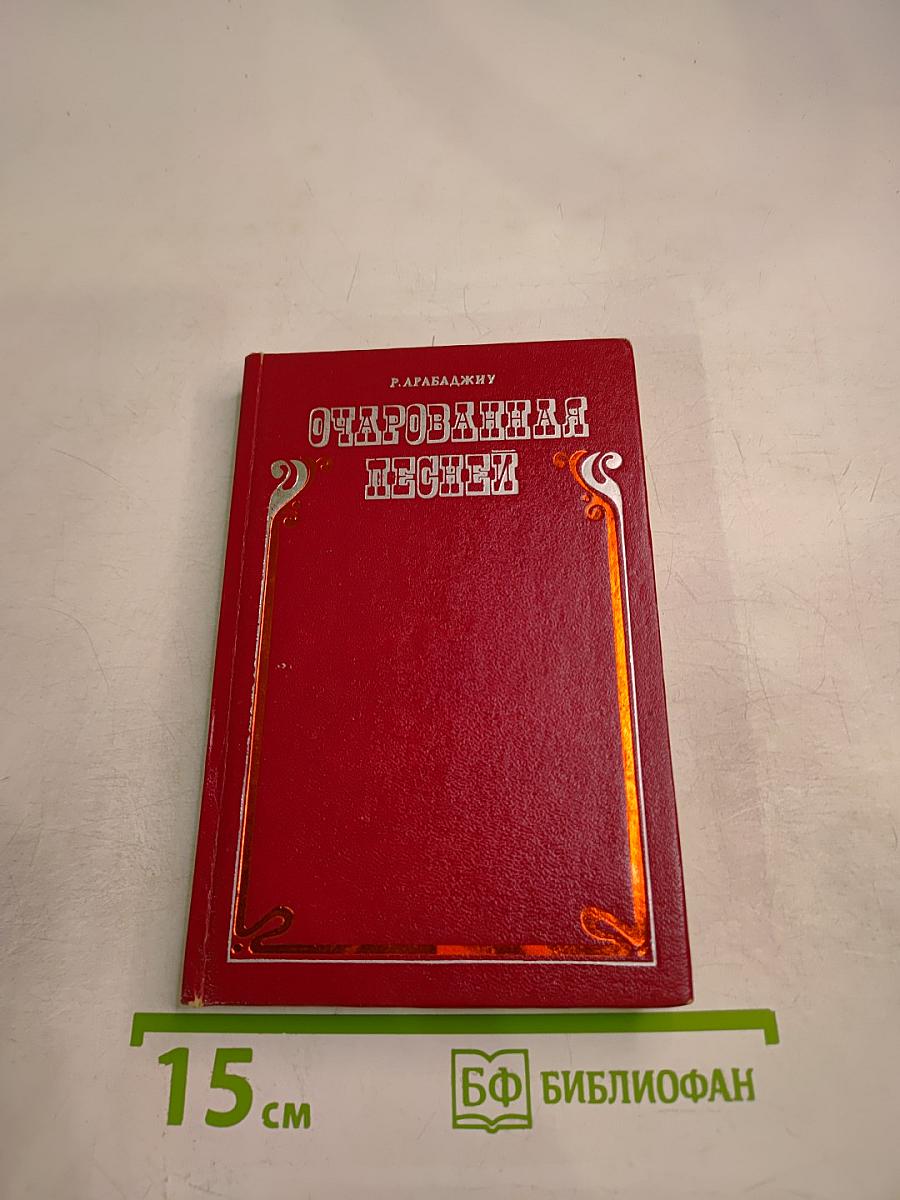 Р. АРАБАДЖИУ
ОЧАРОВАННАЯ
ПЕСНЕЙ
15 см
БФ БИБЛИОФАН